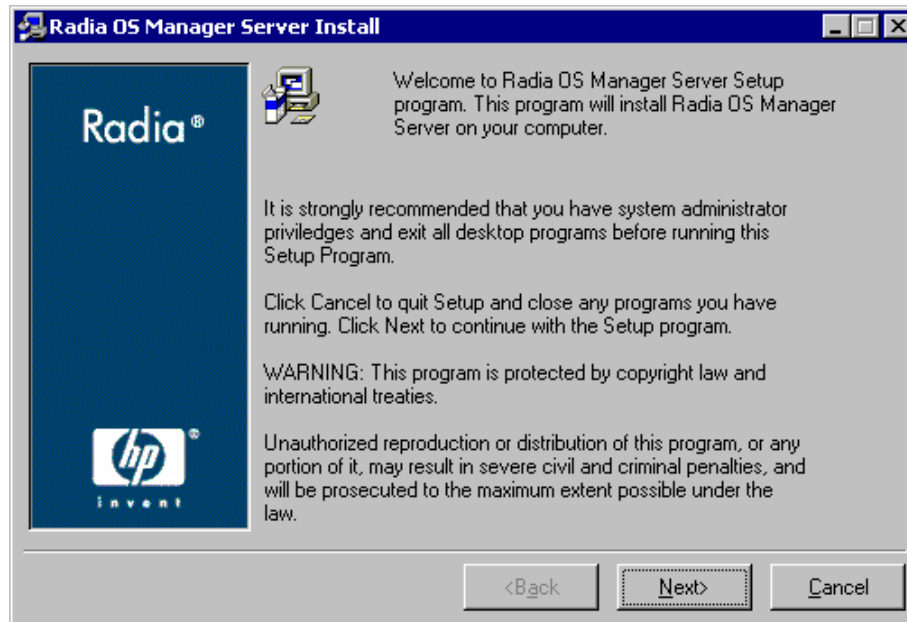 Radia OS Manager Server Install
Radia®
Welcome to Radia OS Manager Server Setup
program. This program will install Radia OS Manager
Server on your computer.
It is strongly recommended that you have system administrator
priviledges and exit all desktop programs before running this
Setup Program.
Click Cancel to quit Setup and close any programs you have
running. Click Next to continue with the Setup program.
WARNING: This program is protected by copyright law and
international treaties.
Unauthorized reproduction or distribution of this program, or any
portion of it, may result in severe civil and criminal penalties, and
will be prosecuted to the maximum extent possible under the
law.
hp®
invent
<Back
Next>
Cancel